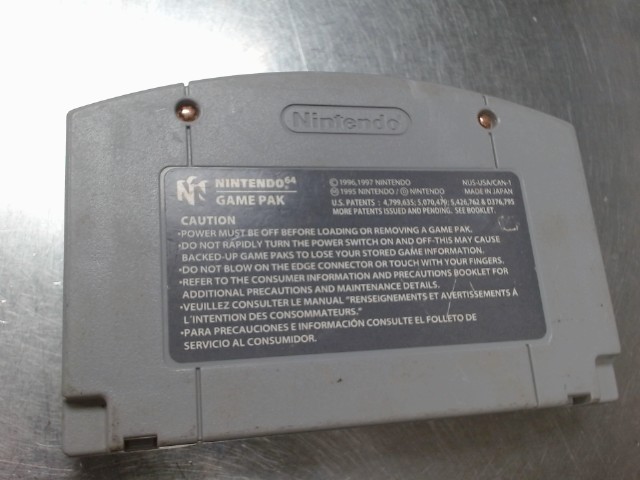 Nintendo
NINTENDO 64
GAME PAK
© 1996, 1997 NINTENDO
Ⓜ 1995 NINTENDO / © NINTENDO
NUS-USA/CAN-1
MADE IN JAPAN
U.S. PATENTS : 4,799,635; 5,070,479; 5,426,762 & D376,795
MORE PATENTS ISSUED AND PENDING. SEE BOOKLET
CAUTION
•POWER MUST BE OFF BEFORE LOADING OR REMOVING A GAME PAK.
•DO NOT RAPIDLY TURN THE POWER SWITCH ON AND OFF-THIS MAY CAUSE
BACKED-UP GAME PAKS TO LOSE YOUR STORED GAME INFORMATION.
•DO NOT BLOW ON THE EDGE CONNECTOR OR TOUCH WITH YOUR FINGERS.
•REFER TO THE CONSUMER INFORMATION AND PRECAUTIONS BOOKLET FOR
ADDITIONAL PRECAUTIONS AND MAINTENANCE DETAILS.
•VEUILLEZ CONSULTER LE MANUAL "RENSEIGNEMENTS ET AVERTISSEMENTS À
L'INTENTION DES CONSOMMATEURS."
•PARA PRECAUCIONES E INFORMACIÓN CONSULTE EL FOLLETO DE
SERVICIO AL CONSUMIDOR.